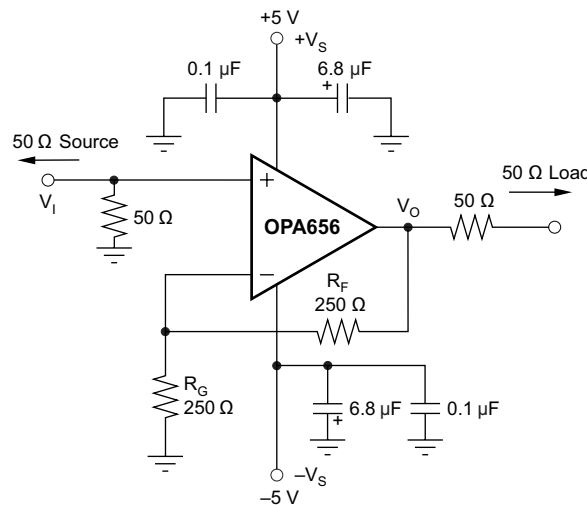 +5 V
+V_S
0.1 µF
6.8 µF
+
50 Ω Source
V_I
50 Ω
+
−
OPA656
V_O
50 Ω
50 Ω Load
R_F
250 Ω
R_G
250 Ω
6.8 µF
+
0.1 µF
−V_S
−5 V